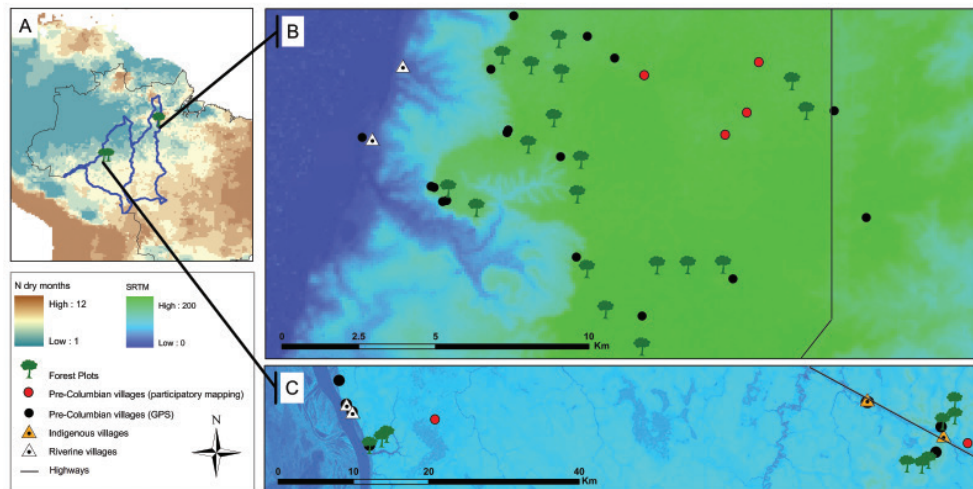 A
B
N dry months
High : 12
Low : 1
SRTM
High : 200
Low : 0
Forest Plots
Pre-Columbian villages (participatory mapping)
Pre-Columbian villages (GPS)
Indigenous villages
Riverine villages
Highways
N
0 2.5 5 10
Km
C
0 10 20 40
Km